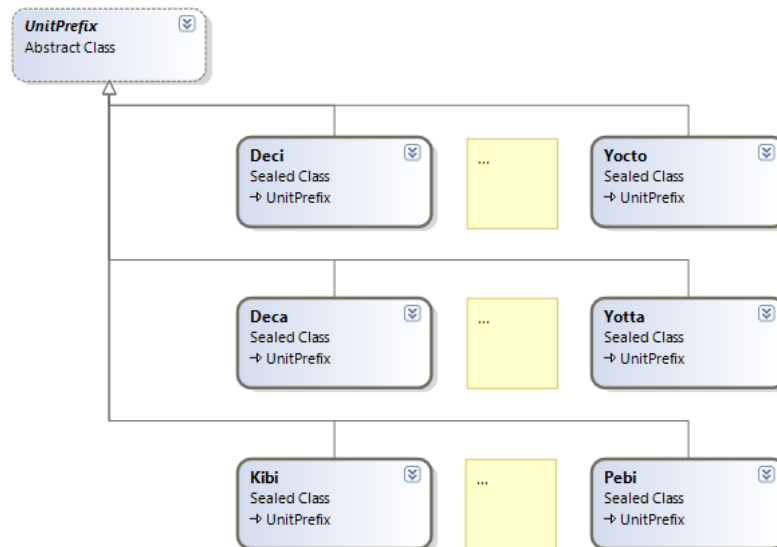 UnitPrefix
Abstract Class
Deci
Sealed Class
UnitPrefix
...
Yocto
Sealed Class
UnitPrefix
Deca
Sealed Class
UnitPrefix
...
Yotta
Sealed Class
UnitPrefix
Kibi
Sealed Class
UnitPrefix
...
Pebi
Sealed Class
UnitPrefix